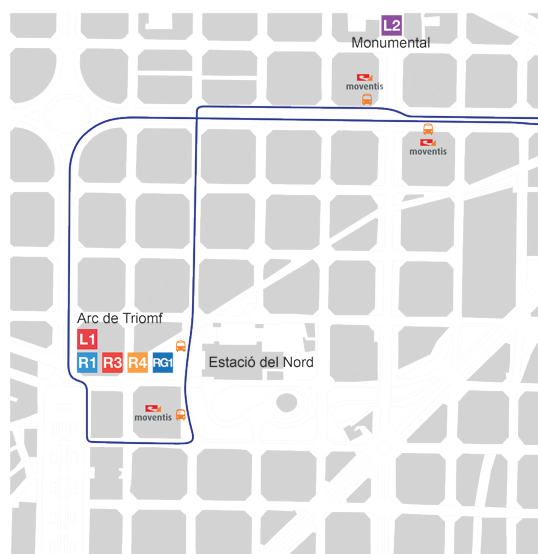 L2
Monumental
moventis
moventis
Arc de Triomf
L1
R1 R3 R4 RG1
Estació del Nord
moventis